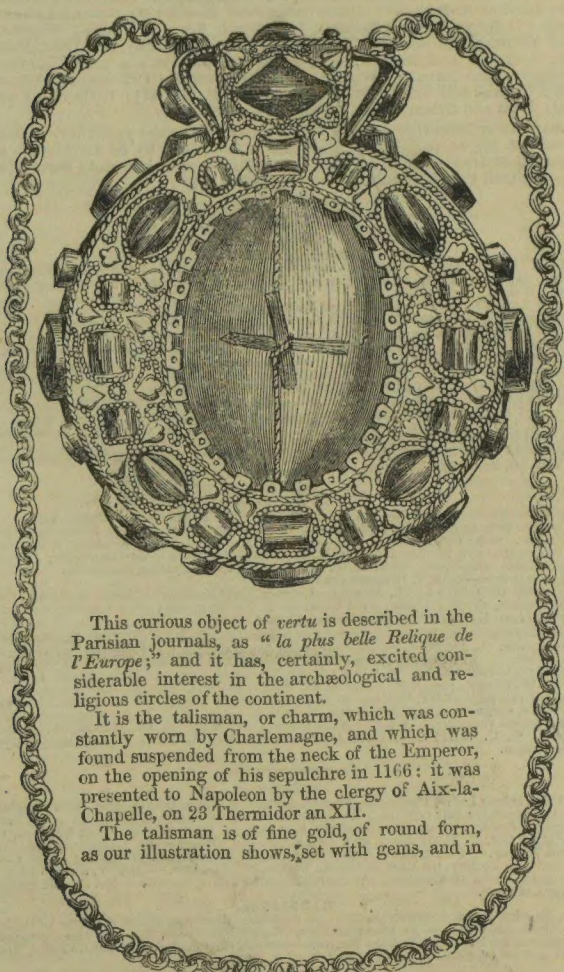 This curious object of vertu is described in the
Parisian journals, as “ la plus belle Relique de
l'Europe;” and it has, certainly, excited con-
siderable interest in the archæological and re-
ligious circles of the continent.
It is the talisman, or charm, which was con-
stantly worn by Charlemagne, and which was
found suspended from the neck of the Emperor,
on the opening of his sepulchre in 1166 : it was
presented to Napoleon by the clergy of Aix-la-
Chapelle, on 23 Thermidor an XII.
The talisman is of fine gold, of round form,
as our illustration shows, set with gems, and in